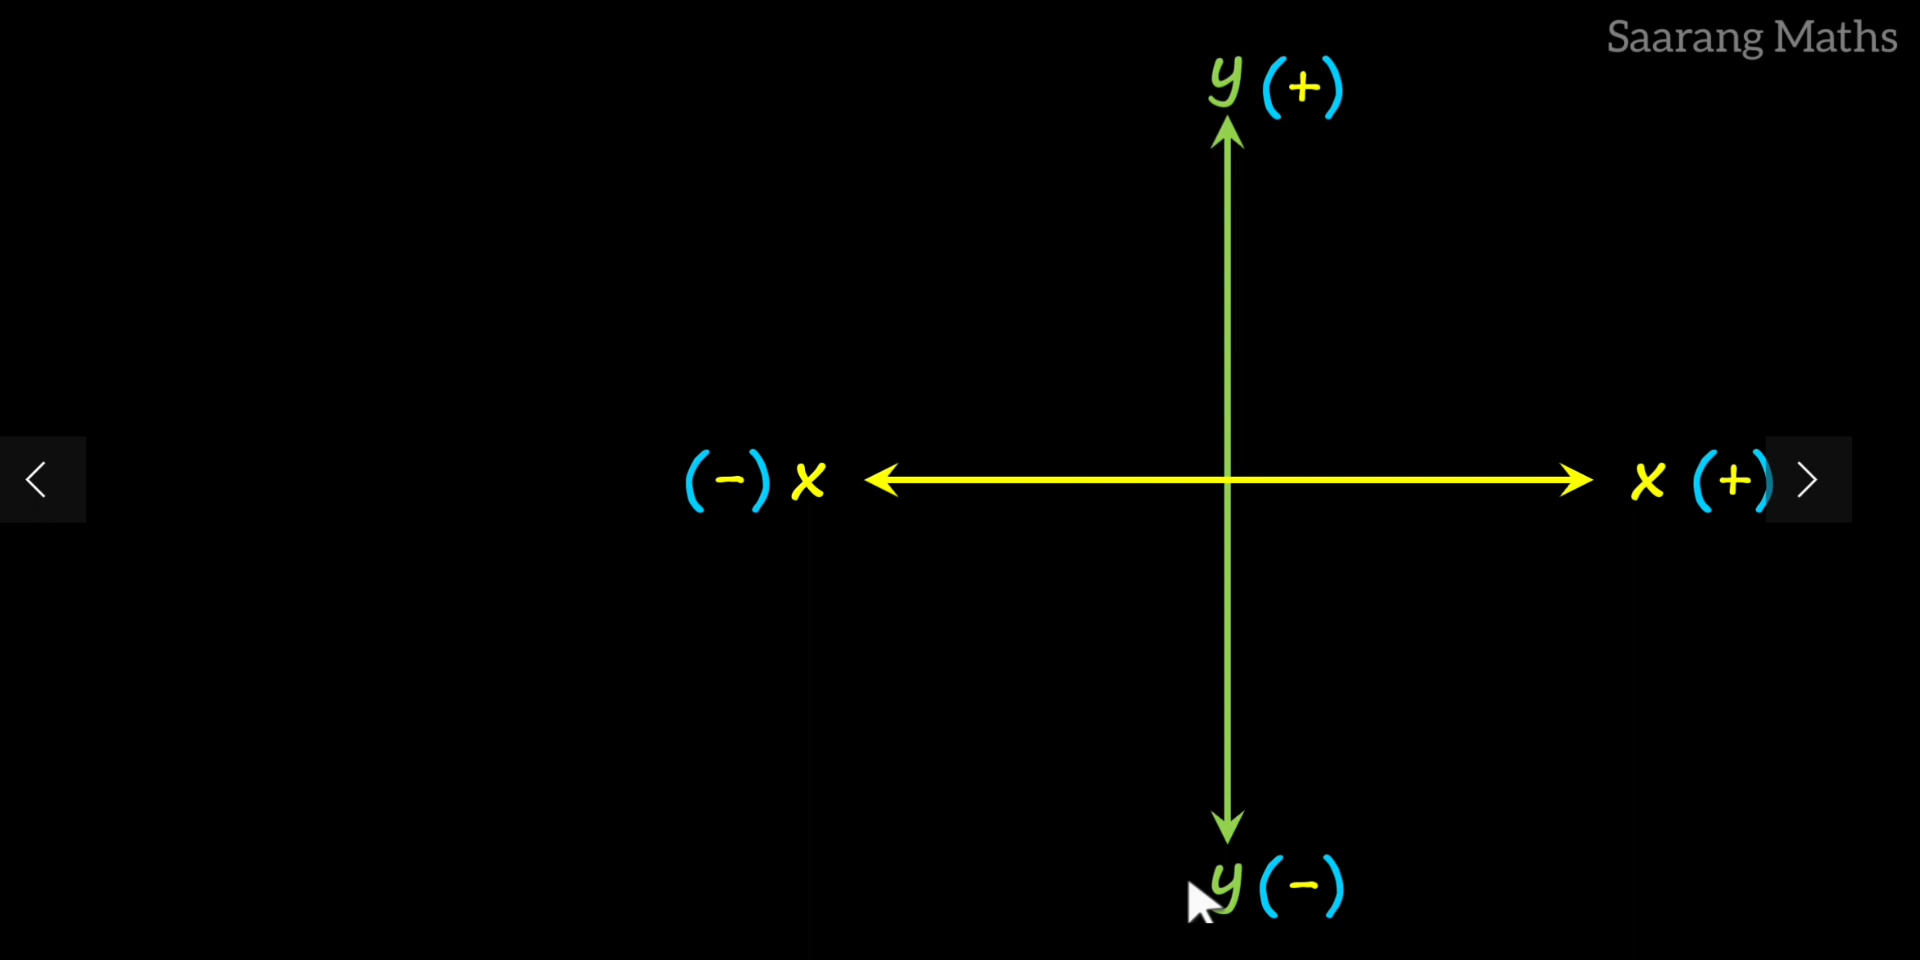 Saarang Maths
y (+)
(-) x x (+)
y (-)